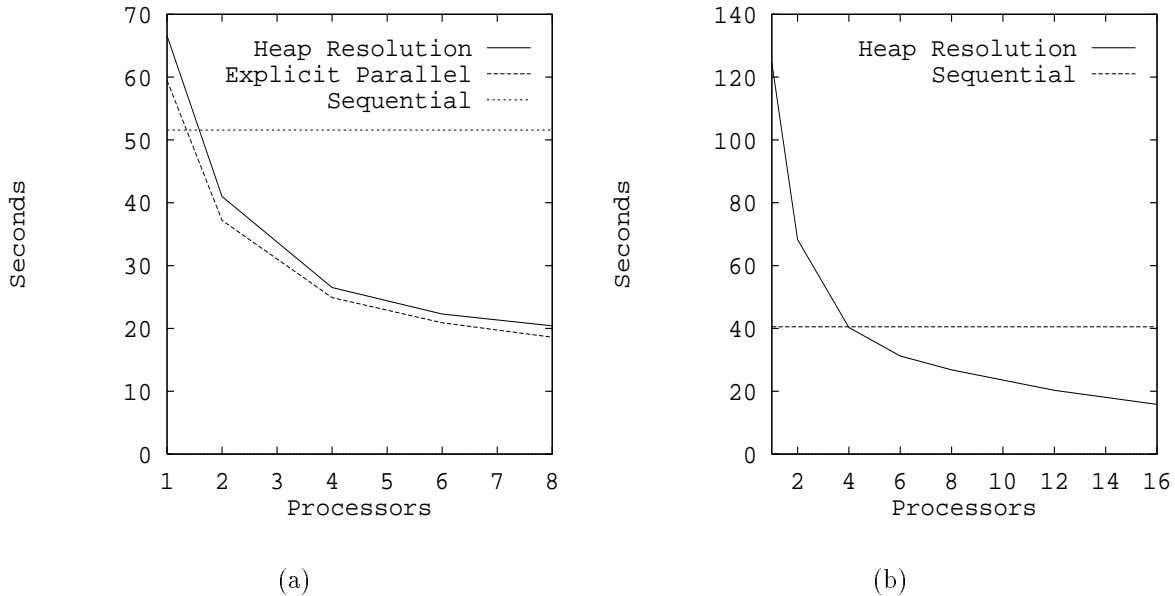 70
60
50
40
30
20
10
0
Seconds
Heap Resolution
Explicit Parallel
Sequential
1 2 3 4 5 6 7 8
Processors
(a)
140
120
100
80
60
40
20
0
Seconds
Heap Resolution
Sequential
2 4 6 8 10 12 14 16
Processors
(b)